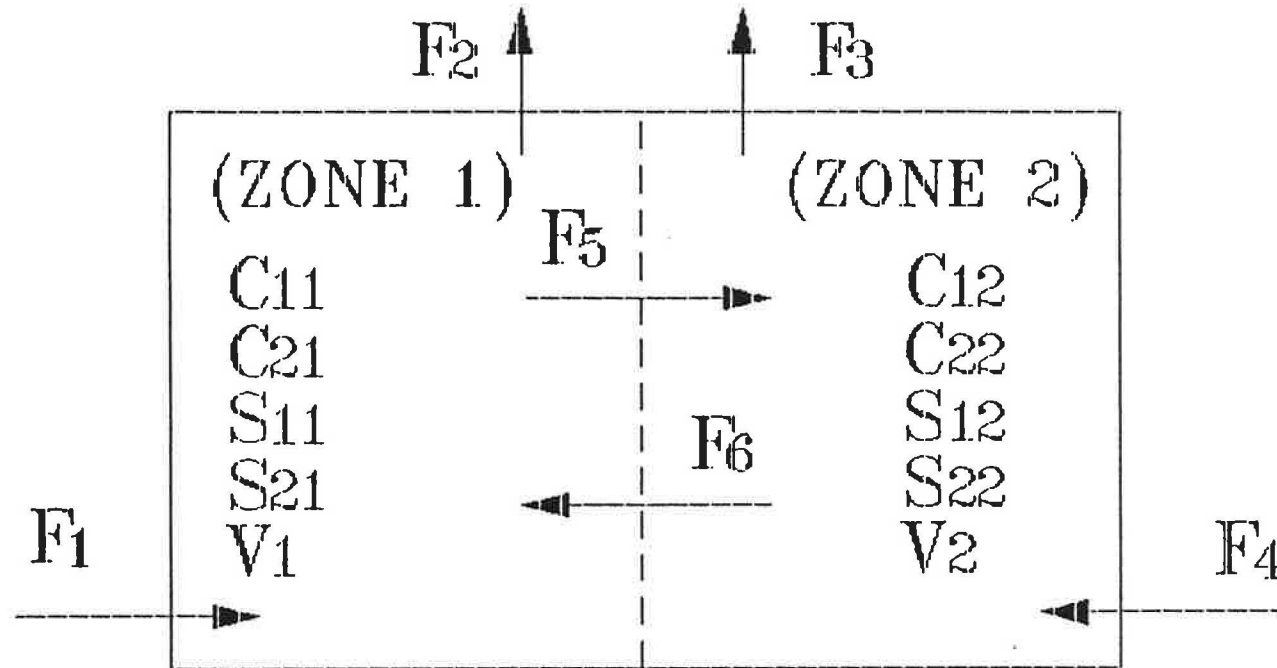 F2 F3
(ZONE 1) (ZONE 2)
F5
C11 C12
C21 C22
S11 S12
F6
S21 S22
F1 V1 V2 F4